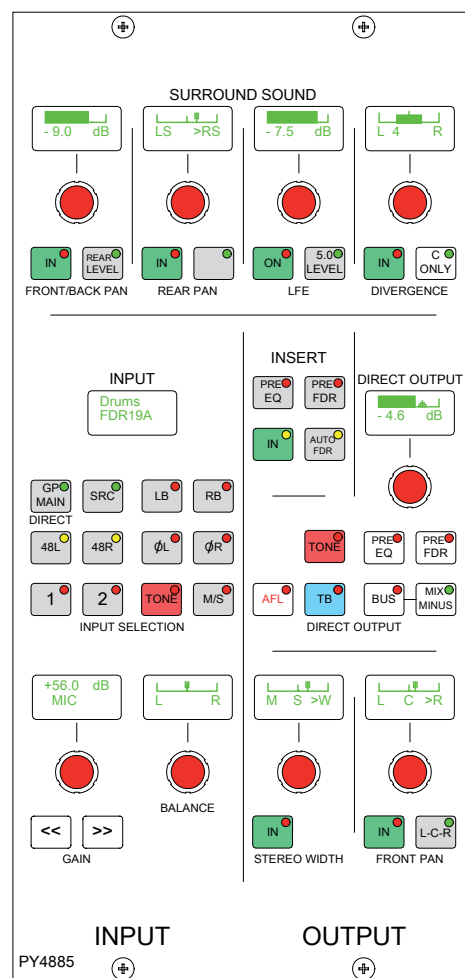 SURROUND SOUND
- 9.0 dB
LS >RS
- 7.5 dB
L 4 R
IN
REAR LEVEL
IN
ON
5.0 LEVEL
IN
C ONLY
FRONT/BACK PAN
REAR PAN
LFE
DIVERGENCE
INPUT
Drums
FDR19A
INSERT
PRE EQ
PRE FDR
IN
AUTO FDR
DIRECT OUTPUT
- 4.6 dB
GP MAIN
SRC
LB
RB
DIRECT
48L
48R
ϕL
ϕR
1
2
TONE
M/S
INPUT SELECTION
TONE
PRE EQ
PRE FDR
AFL
TB
BUS
MIX MINUS
DIRECT OUTPUT
+56.0 dB
MIC
L R
BALANCE
<<
>>
GAIN
M S >W
L C >R
IN
IN
L-C-R
STEREO WIDTH
FRONT PAN
INPUT
OUTPUT
PY4885